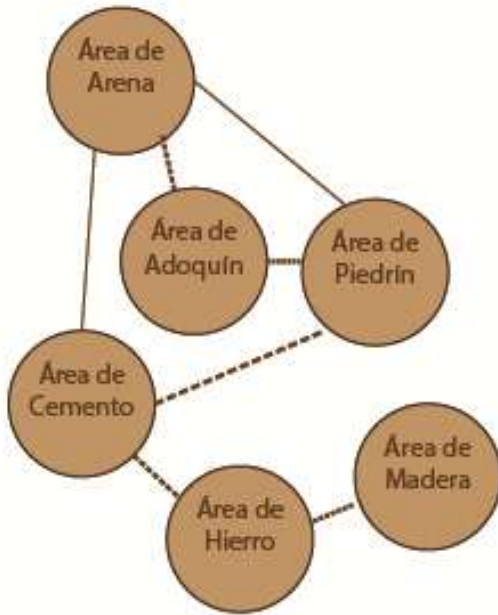 Área de
Arena
Área de
Adoquín
Área de
Piedrín
Área de
Cemento
Área de
Madera
Área de
Hierro